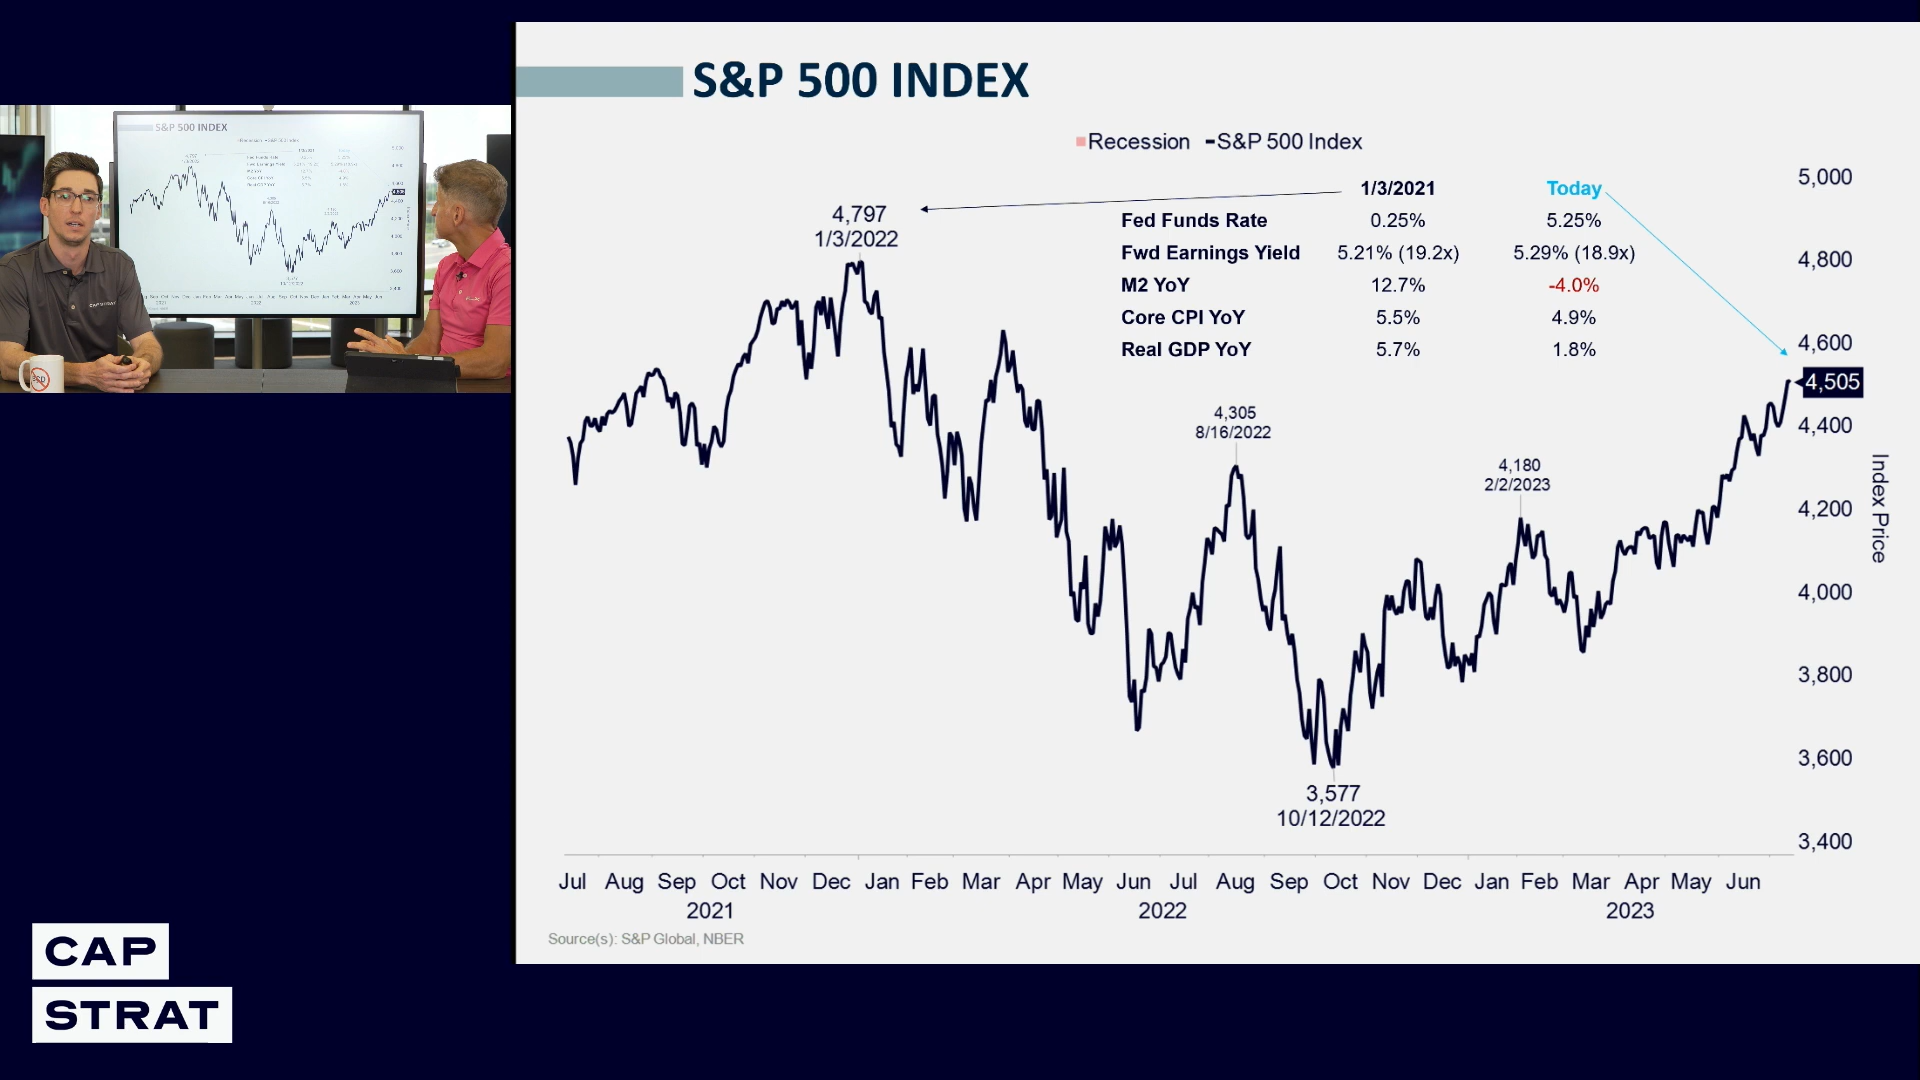 S&P 500 INDEX
Recession S&P 500 Index
1/3/2021 Today
Fed Funds Rate 0.25% 5.25%
Fwd Earnings Yield 5.21% (19.2x) 5.29% (18.9x)
M2 YoY 12.7% -4.0%
Core CPI YoY 5.5% 4.9%
Real GDP YoY 5.7% 1.8%
4,797
1/3/2022
4,305
8/16/2022
4,180
2/2/2023
3,577
10/12/2022
5,000
4,800
4,600
4,505
4,400
4,200
4,000
3,800
3,600
3,400
Index Price
Jul Aug Sep Oct Nov Dec Jan Feb Mar Apr May Jun Jul Aug Sep Oct Nov Dec Jan Feb Mar Apr May Jun
2021 2022 2023
Source(s): S&P Global, NBER
S&P 500 INDEX
CAP
STRAT